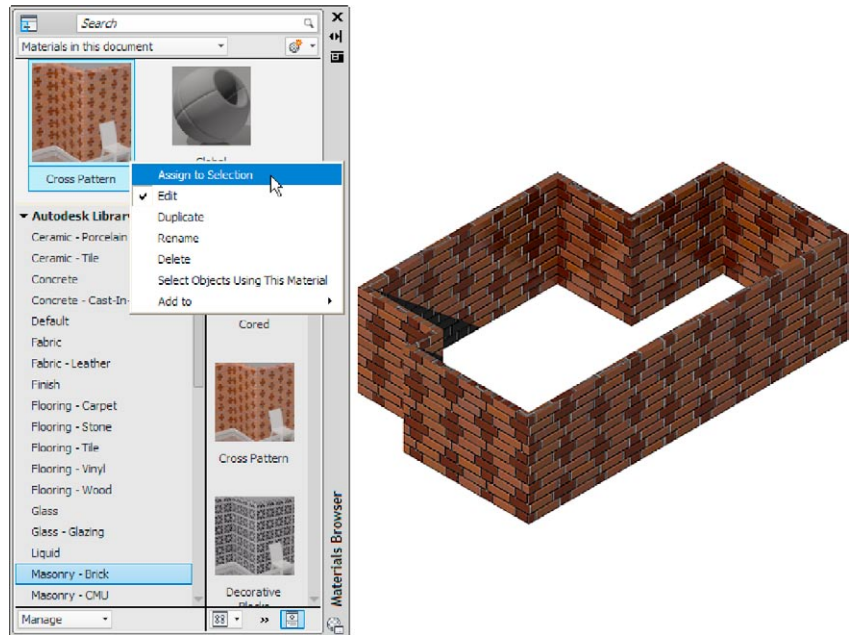 Search
Materials in this document
Cross Pattern
Global
Assign to Selection
Edit
Duplicate
Rename
Delete
Select Objects Using This Material
Add to
Autodesk Librar
Ceramic - Porcelain
Ceramic - Tile
Concrete
Concrete - Cast-In-
Default
Fabric
Fabric - Leather
Finish
Flooring - Carpet
Flooring - Stone
Flooring - Tile
Flooring - Vinyl
Flooring - Wood
Glass
Glass - Glazing
Liquid
Masonry - Brick
Masonry - CMU
Cored
Cross Pattern
Decorative
Blocks
Manage
Materials Browser